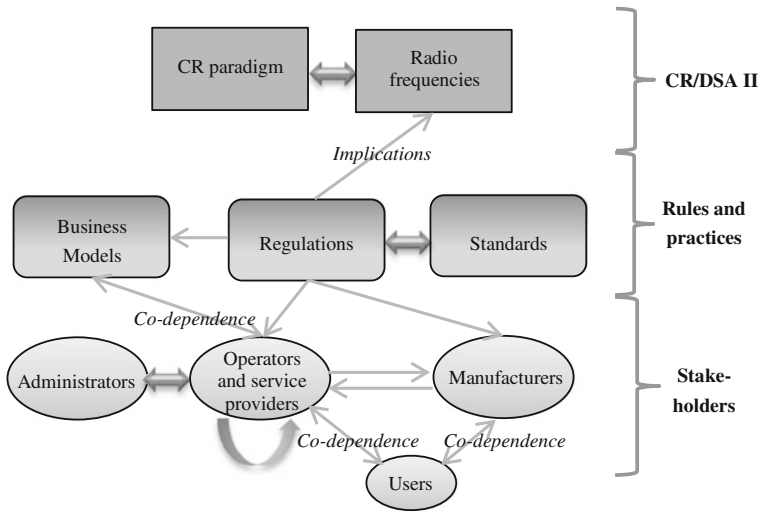 CR paradigm
Radio
frequencies
CR/DSA II
Implications
Business
Models
Regulations
Standards
Rules and
practices
Co-dependence
Administrators
Operators
and service
providers
Manufacturers
Stake-
holders
Co-dependence
Co-dependence
Users